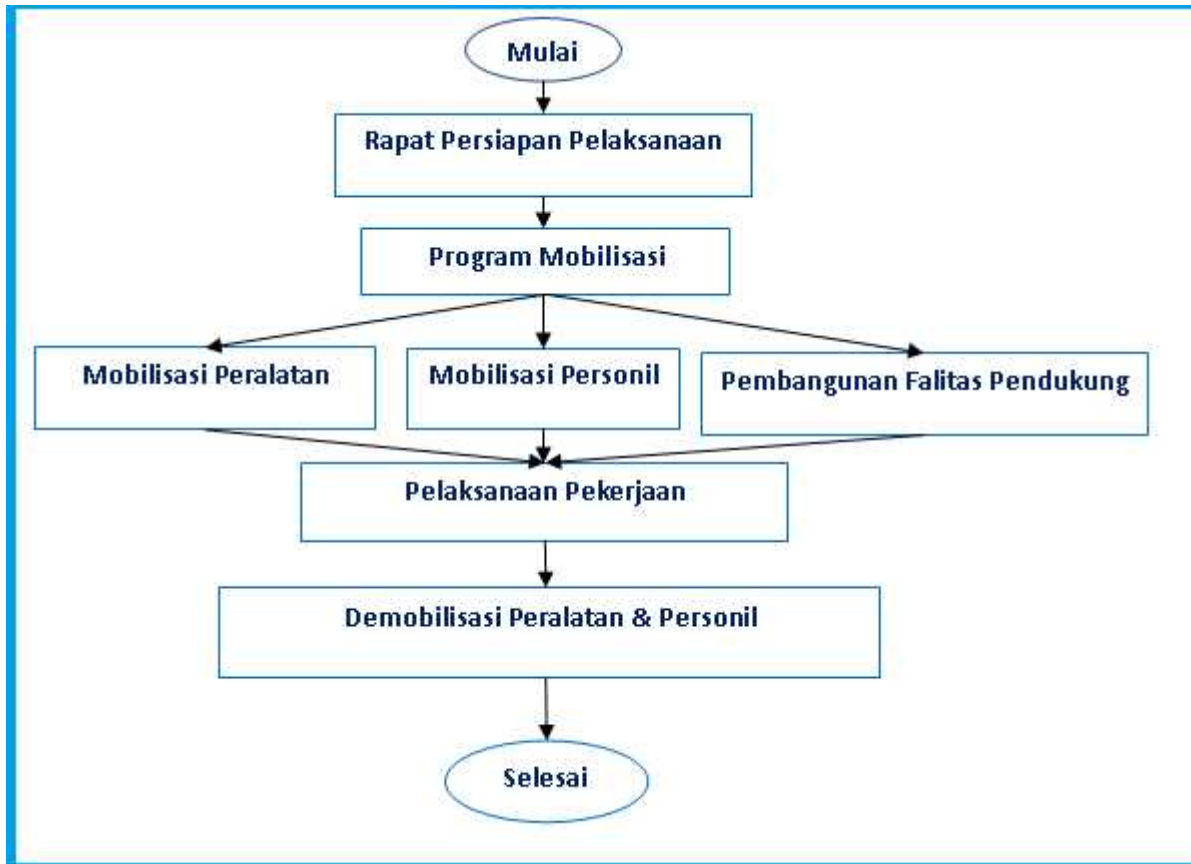 Mulai
Rapat Persiapan Pelaksanaan
Program Mobilisasi
Mobilisasi Peralatan
Mobilisasi Personil
Pembangunan Falitas Pendukung
Pelaksanaan Pekerjaan
Demobilisasi Peralatan & Personil
Selesai